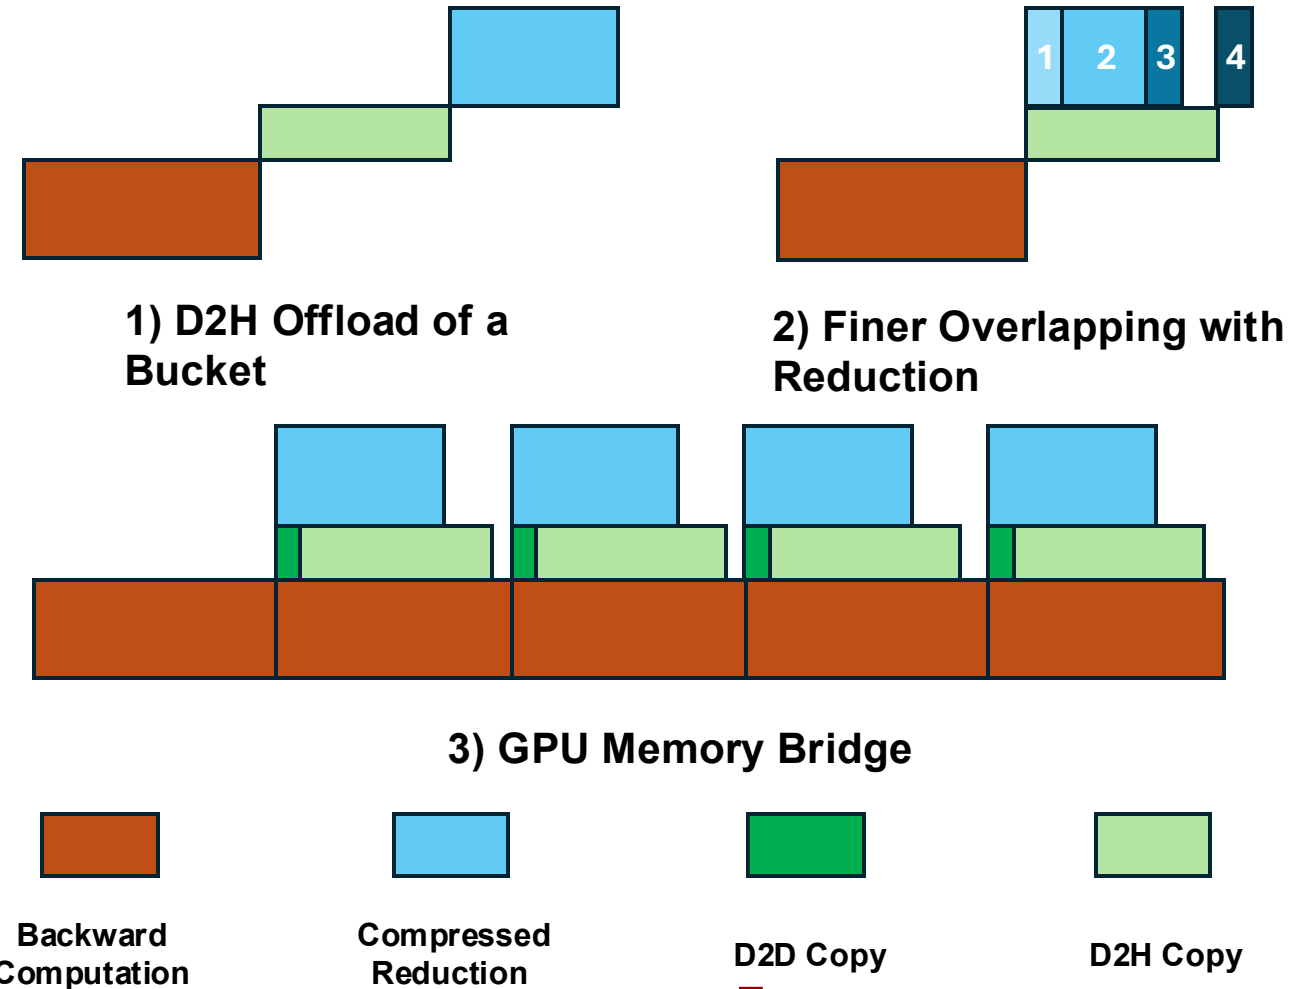 1 2 3 4
1) D2H Offload of a
Bucket
2) Finer Overlapping with
Reduction
3) GPU Memory Bridge
Backward
Computation
Compressed
Reduction
D2D Copy
D2H Copy